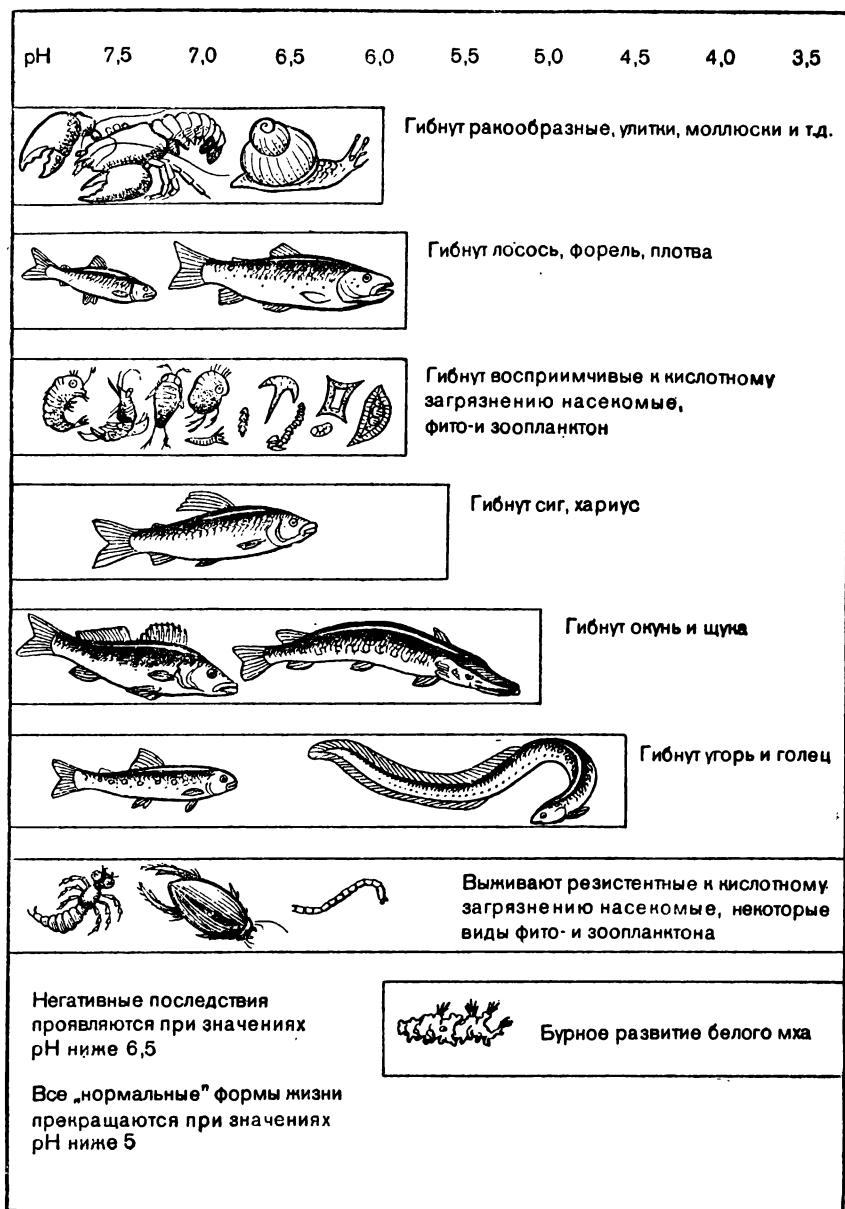 pH 7,5 7,0 6,5 6,0 5,5 5,0 4,5 4,0 3,5
Гибнут ракообразные, улитки, моллюски и т.д.
Гибнут лосось, форель, плотва
Гибнут восприимчивые к кислотному
загрязнению насекомые,
фито-и зоопланктон
Гибнут сиг, хариус
Гибнут окунь и щука
Гибнут угорь и голец
Выживают резистентные к кислотному
загрязнению насекомые, некоторые
виды фито- и зоопланктона
Негативные последствия
проявляются при значениях
pH ниже 6,5
Бурное развитие белого мха
Все „нормальные" формы жизни
прекращаются при значениях
pH ниже 5